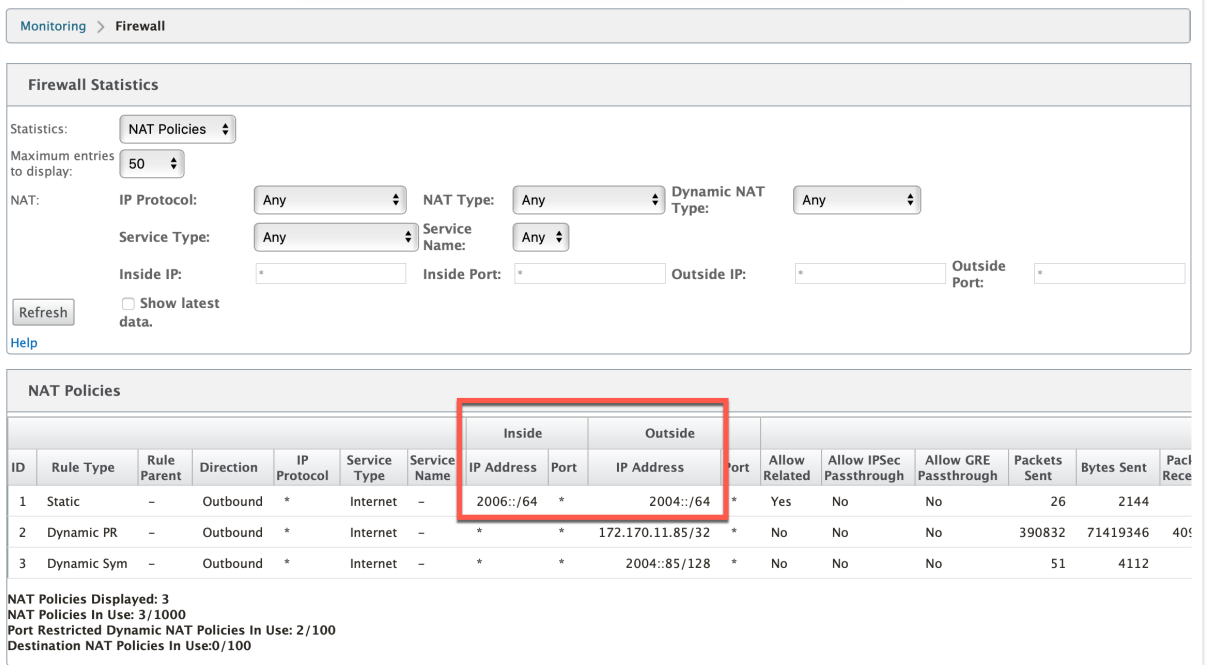 Monitoring > Firewall
Firewall Statistics
Statistics: NAT Policies
Maximum entries to display: 50
NAT: IP Protocol: Any NAT Type: Any Dynamic NAT Type: Any
Service Type: Any Service Name: Any
Inside IP: * Inside Port: * Outside IP: * Outside Port: *
Refresh Show latest data.
Help
NAT Policies
Inside Outside
ID Rule Type Rule Parent Direction IP Protocol Service Type Service Name IP Address Port IP Address Port Allow Related Allow IPSec Passthrough Allow GRE Passthrough Packets Sent Bytes Sent
1 Static – Outbound * Internet – 2006::/64 * 2004::/64 * Yes No No 26 2144
2 Dynamic PR – Outbound * Internet – * * 172.170.11.85/32 * No No No 390832 71419346
3 Dynamic Sym – Outbound * Internet – * * 2004::85/128 * No No No 51 4112
NAT Policies Displayed: 3
NAT Policies In Use: 3/1000
Port Restricted Dynamic NAT Policies In Use: 2/100
Destination NAT Policies In Use:0/100